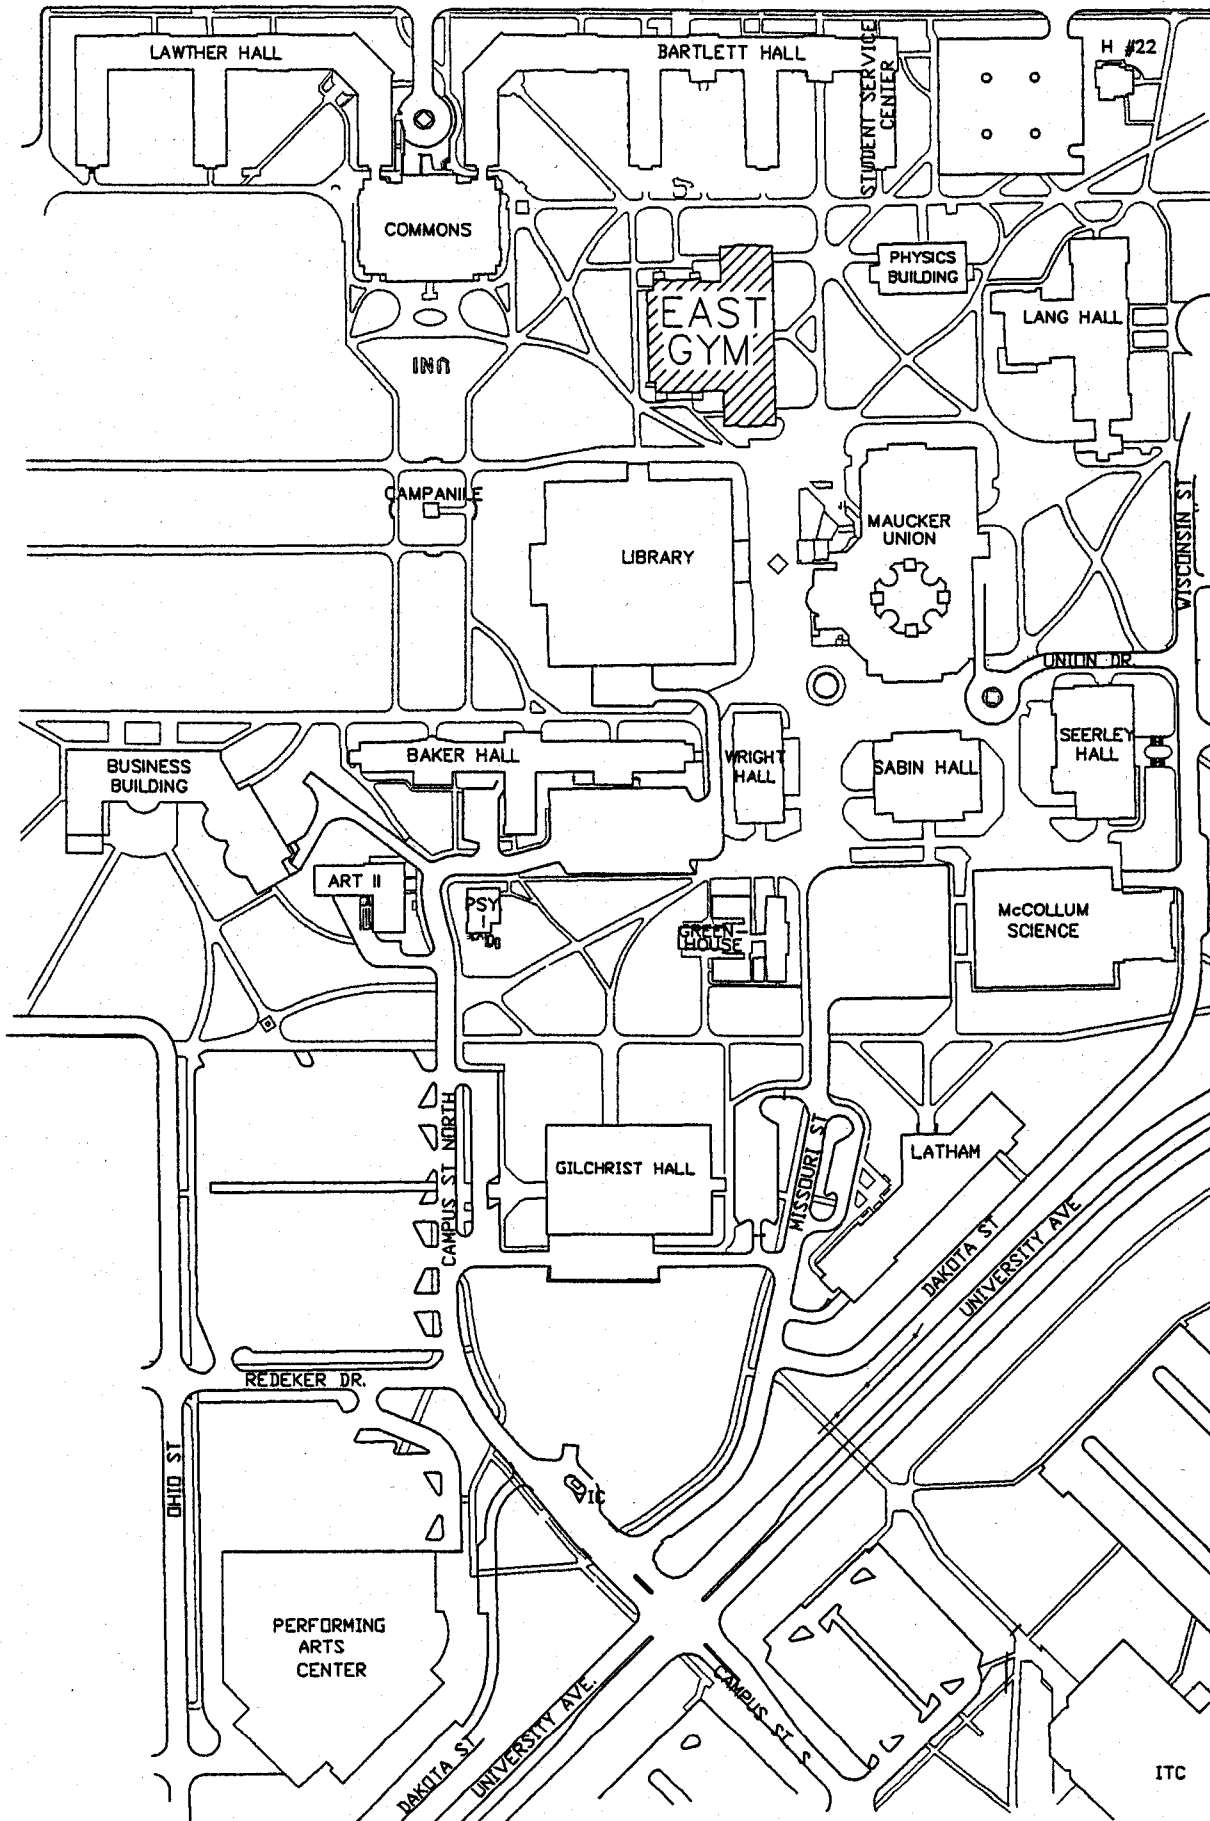 LAWTHER HALL
BARTLETT HALL
STUDENT SERVICE
CENTER
H #22
COMMONS
PHYSICS
BUILDING
EAST
GYM
LANG HALL
UNI
CAMPANILE
LIBRARY
MAUCKER
UNION
WISCONSIN ST
UNION DR.
BAKER HALL
BUSINESS
BUILDING
WRIGHT
HALL
SABIN HALL
SEERLEY
HALL
ART II
PSY
I
GREEN-
HOUSE
McCOLLUM
SCIENCE
CAMPUS ST NORTH
GILCHRIST HALL
MISSOURI ST
LATHAM
DAKOTA ST
UNIVERSITY AVE
REDEKER DR.
OHIO ST
VIC
PERFORMING
ARTS
CENTER
DAKOTA ST
UNIVERSITY AVE.
CAMPUS ST S
ITC